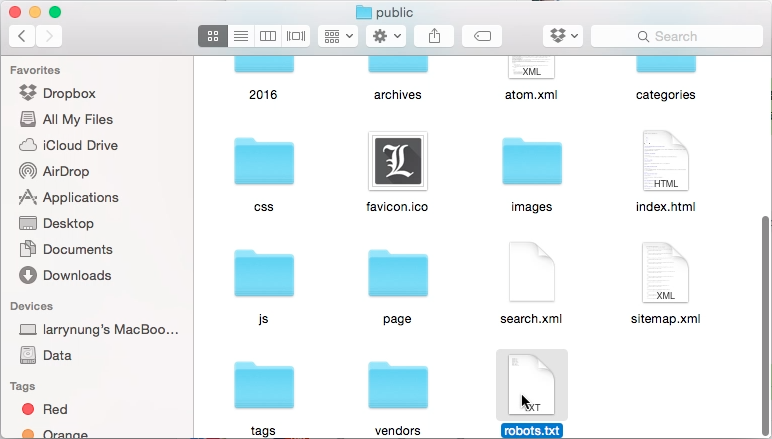 public
Search
Favorites
Dropbox
All My Files
iCloud Drive
AirDrop
Applications
Desktop
Documents
Downloads
Devices
larrynung's MacBoo...
Data
Tags
Red
Orange
XML
2016
archives
atom.xml
categories
L
HTML
css
favicon.ico
images
index.html
XML
js
page
search.xml
sitemap.xml
TXT
tags
vendors
robots.txt